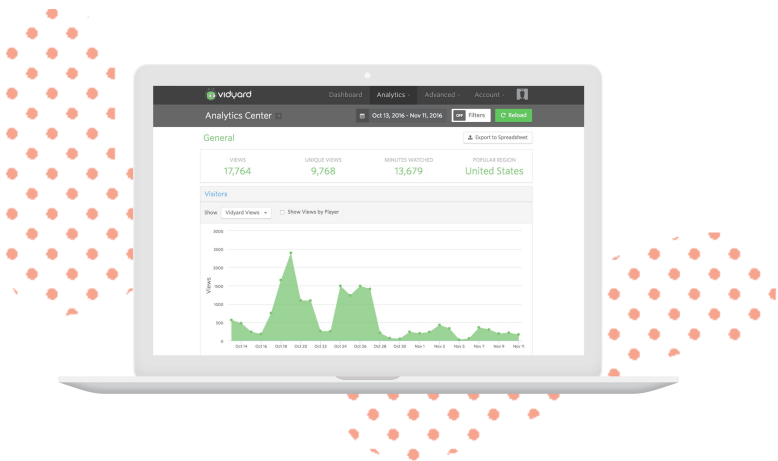 vidyard
Dashboard Analytics Advanced Account
Analytics Center Oct 13, 2016 - Nov 11, 2016 OFF Filters Reload
General Export to Spreadsheet
VIEWS UNIQUE VIEWS MINUTES WATCHED POPULAR REGION
17,764 9,768 13,679 United States
Visitors
Show Vidyard Views Show Views by Player
3000
2500
2000
1500
1000
500
0
Views
Oct 14 Oct 16 Oct 18 Oct 20 Oct 22 Oct 24 Oct 26 Oct 28 Oct 30 Nov 1 Nov 3 Nov 5 Nov 7 Nov 9 Nov 11